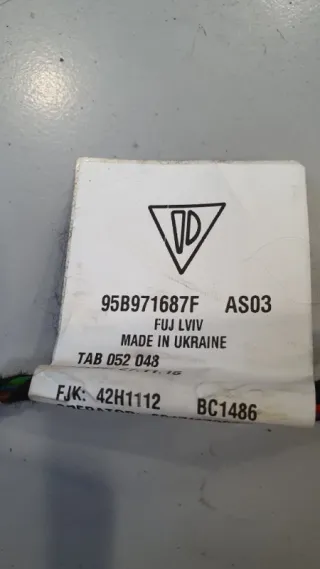 95B971687F AS03
FUJ LVIV
MADE IN UKRAINE
TAB 052 048
FJK: 42H1112 BC1486